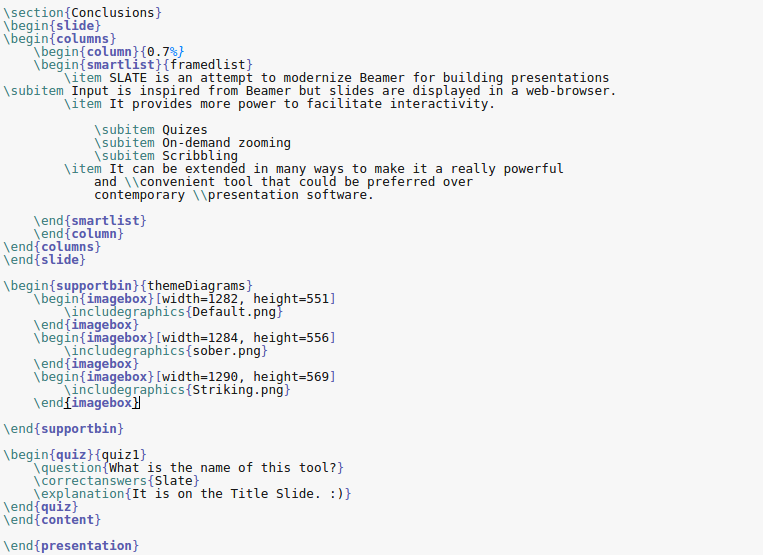 \section{Conclusions}
\begin{slide}
\begin{columns}
    \begin{column}{0.7%}
    \begin{smartlist}{framedlist}
        \item SLATE is an attempt to modernize Beamer for building presentations
\subitem Input is inspired from Beamer but slides are displayed in a web-browser.
        \item It provides more power to facilitate interactivity.

            \subitem Quizes
            \subitem On-demand zooming
            \subitem Scribbling
        \item It can be extended in many ways to make it a really powerful
            and \\convenient tool that could be preferred over
            contemporary \\presentation software.

    \end{smartlist}
    \end{column}
\end{columns}
\end{slide}

\begin{supportbin}{themeDiagrams}
    \begin{imagebox}[width=1282, height=551]
        \includegraphics{Default.png}
    \end{imagebox}
    \begin{imagebox}[width=1284, height=556]
        \includegraphics{sober.png}
    \end{imagebox}
    \begin{imagebox}[width=1290, height=569]
        \includegraphics{Striking.png}
    \end{imagebox}

\end{supportbin}

\begin{quiz}{quiz1}
    \question{What is the name of this tool?}
    \correctanswers{Slate}
    \explanation{It is on the Title Slide. :)}
\end{quiz}
\end{content}

\end{presentation}